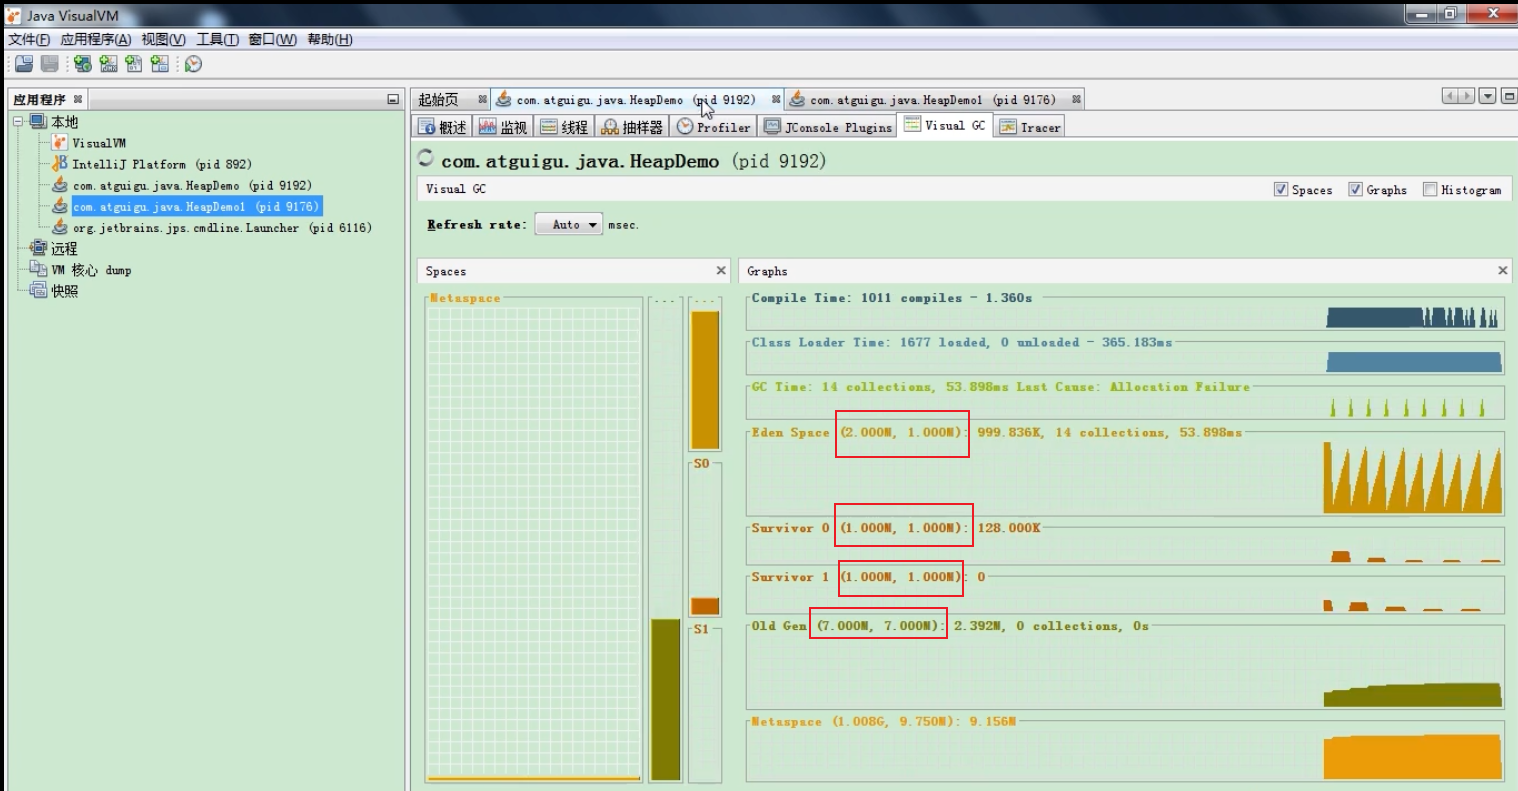 Java VisualVM
文件(F) 应用程序(A) 视图(V) 工具(T) 窗口(W) 帮助(H)
应用程序
本地
VisualVM
IntelliJ Platform (pid 892)
com.atguigu.java.HeapDemo (pid 9192)
com.atguigu.java.HeapDemo1 (pid 9176)
org.jetbrains.jps.cmdline.Launcher (pid 6116)
远程
VM 核心 dump
快照
起始页 com.atguigu.java.HeapDemo (pid 9192) com.atguigu.java.HeapDemo1 (pid 9176)
概述 监视 线程 抽样器 Profiler JConsole Plugins Visual GC Tracer
com.atguigu.java.HeapDemo (pid 9192)
Visual GC Spaces Graphs Histogram
Refresh rate: Auto msec.
Spaces
Metaspace ... ...
S0
S1
Graphs
Compile Time: 1011 compiles - 1.360s
Class Loader Time: 1677 loaded, 0 unloaded - 365.183ms
GC Time: 14 collections, 53.898ms Last Cause: Allocation Failure
Eden Space (2.000M, 1.000M): 999.836K, 14 collections, 53.898ms
Survivor 0 (1.000M, 1.000M): 128.000K
Survivor 1 (1.000M, 1.000M): 0
Old Gen (7.000M, 7.000M): 2.392M, 0 collections, 0s
Metaspace (1.008G, 9.750M): 9.156M